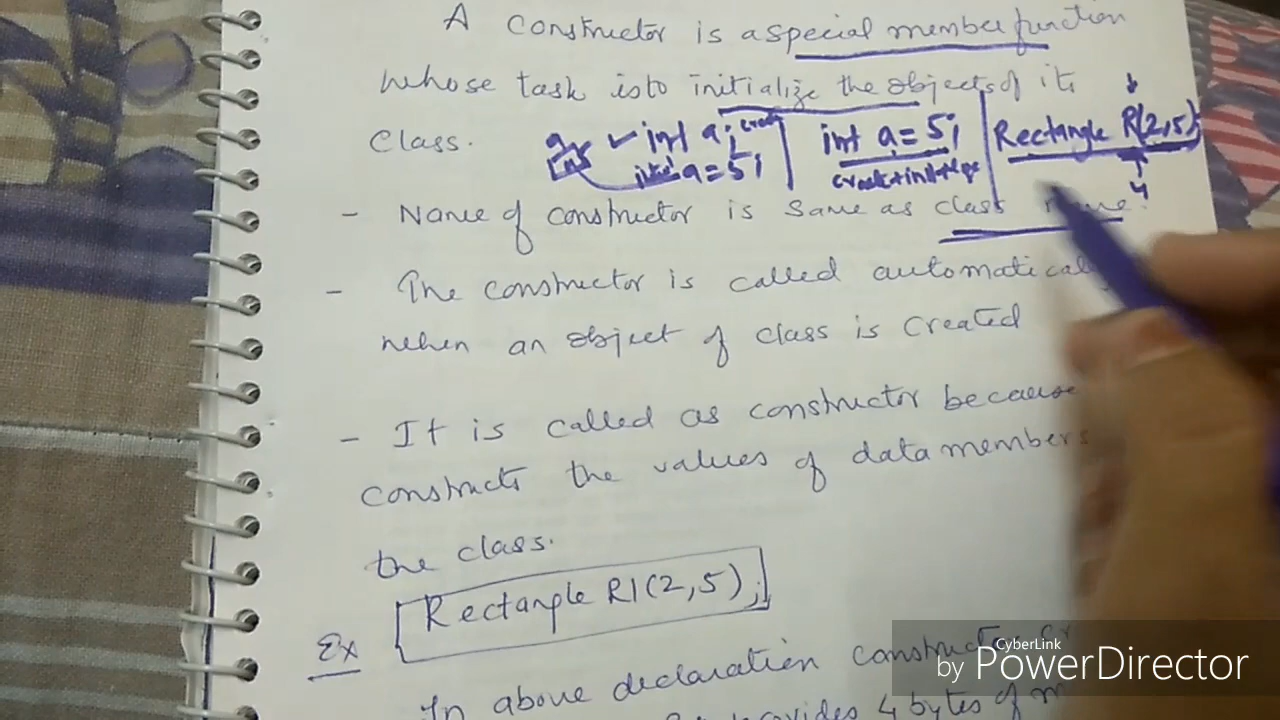 A constructor is a special member function
whose task is to initialize the objects of its
class.
int a; int a = 5; Rectangle R(2,5);
a = 5; 4
- Name of constructor is same as class name.
- The constructor is called automatical
when an object of class is created
- It is called as constructor because
constructs the values of data members
the class.
Ex Rectangle R1(2,5);
In above declaration constructor
provides 4 bytes of m
CyberLink
by PowerDirector